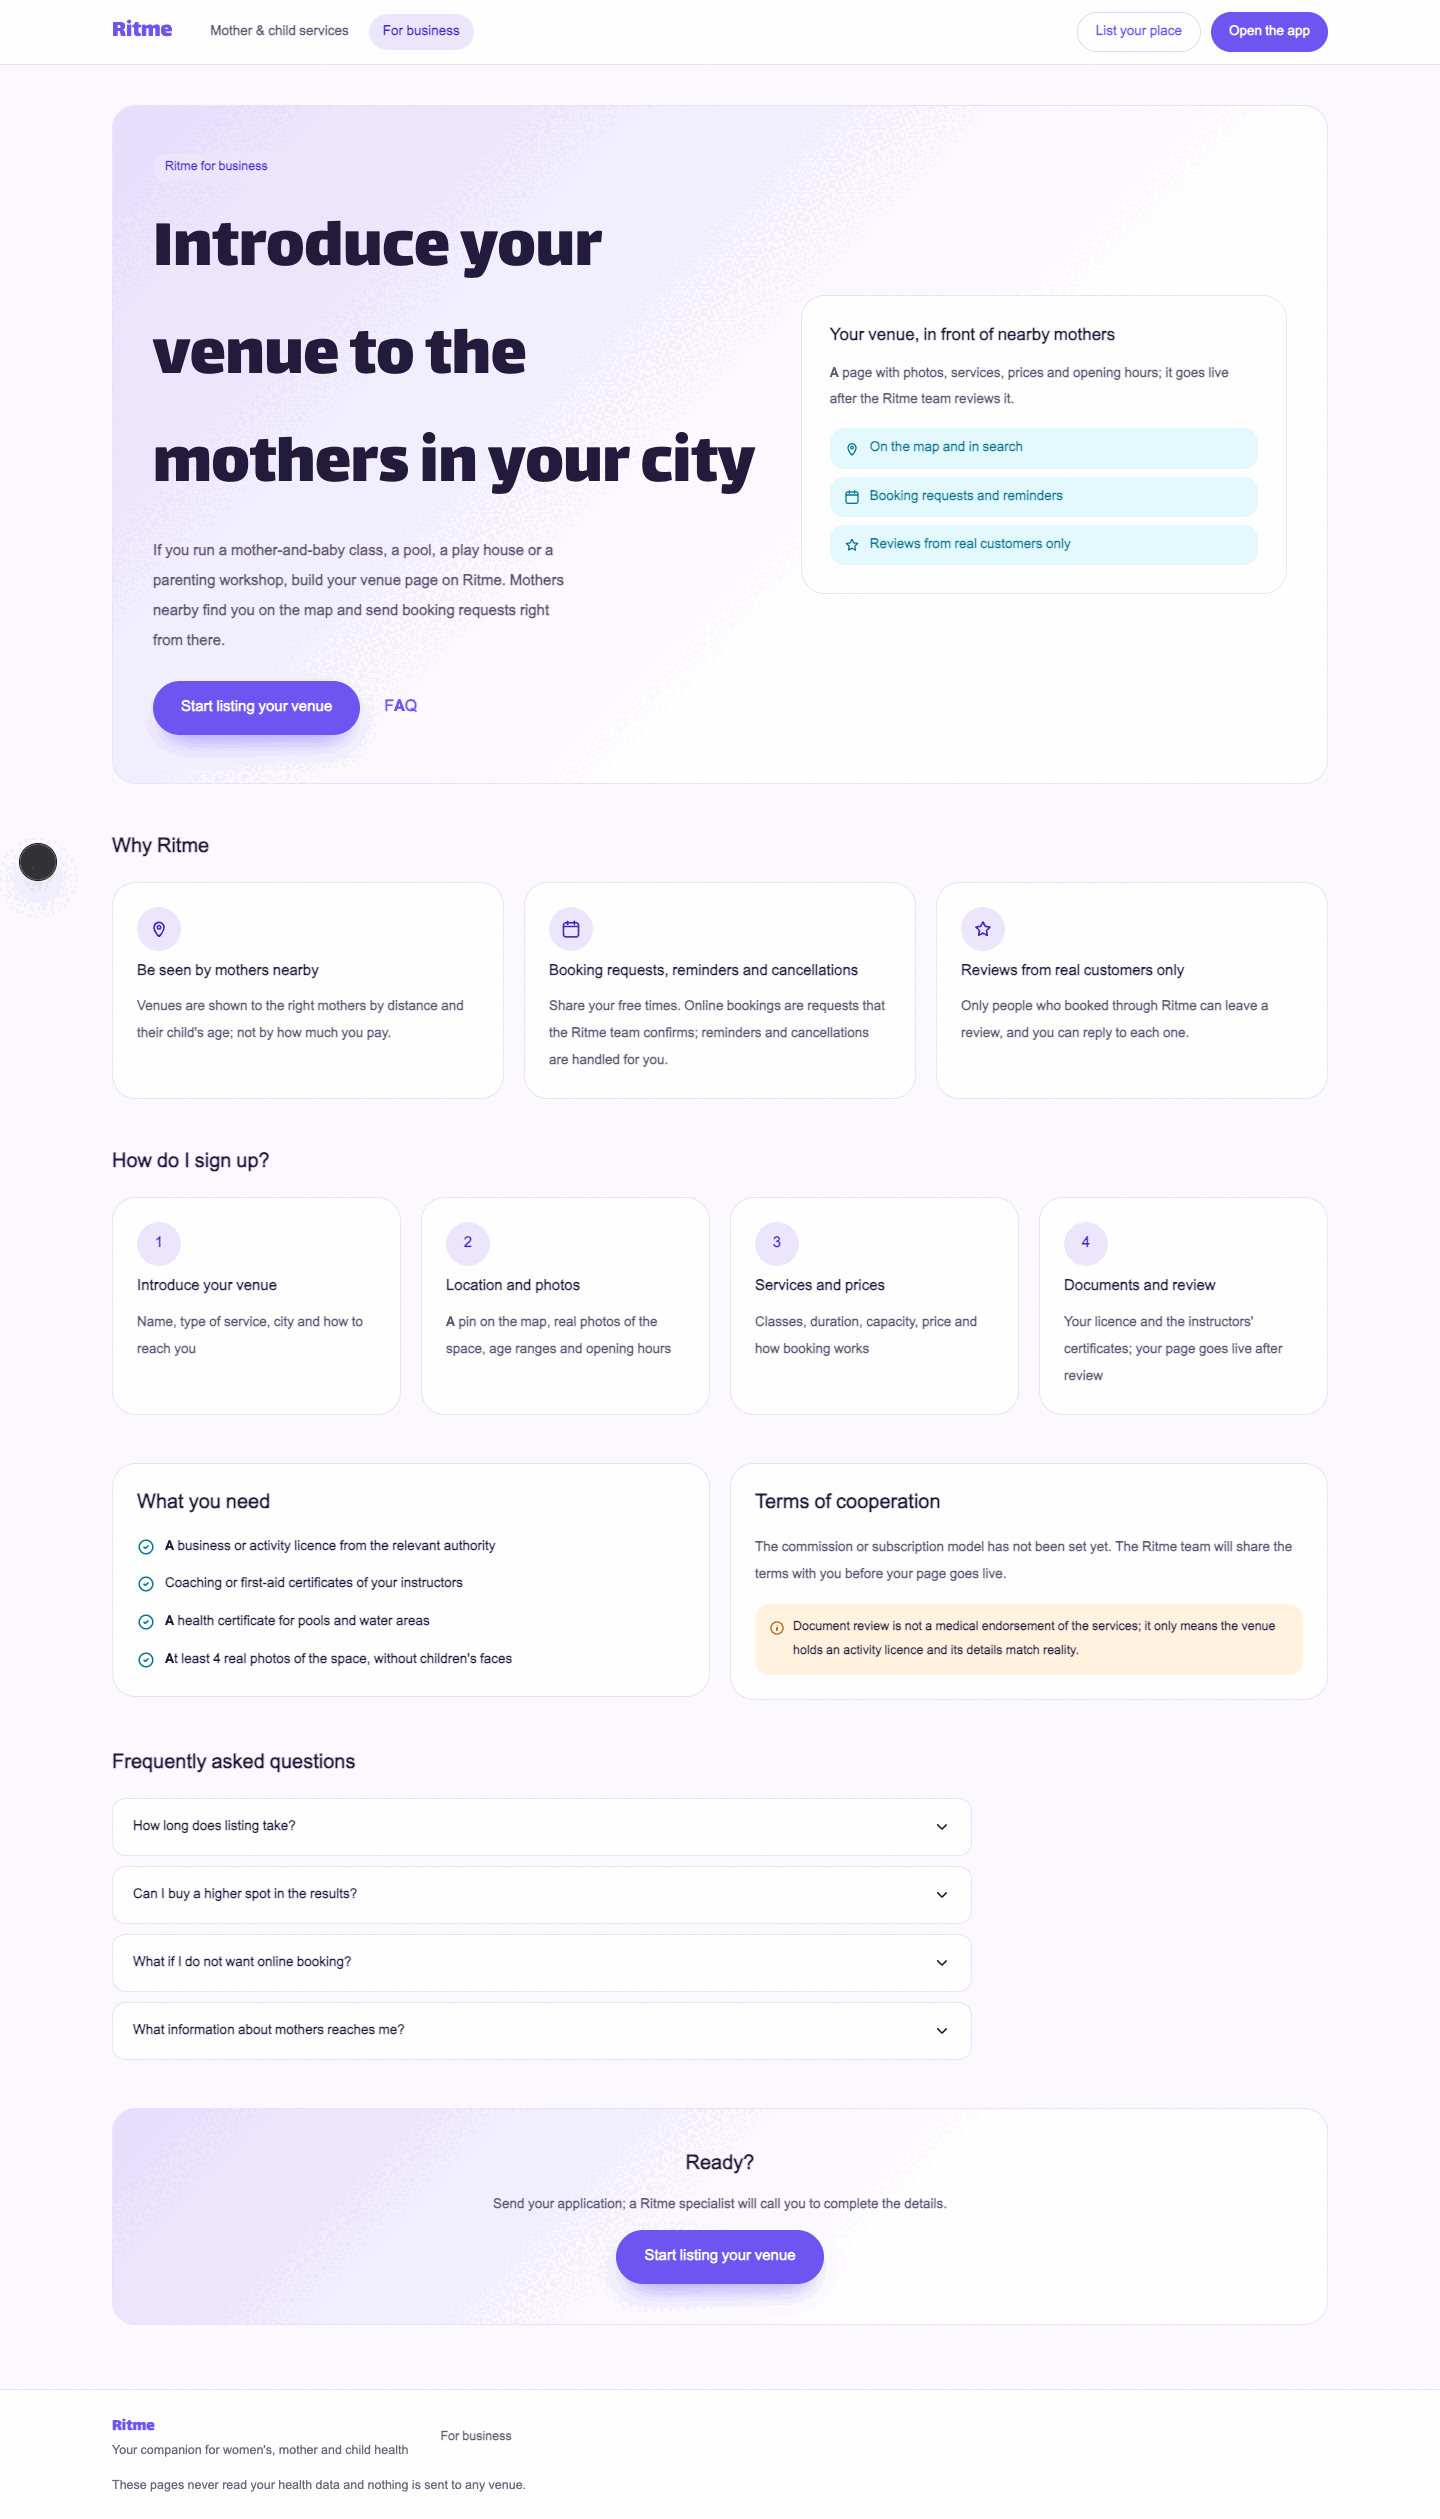 Ritme
Mother & child services
For business
List your place
Open the app
Ritme for business
Introduce your
venue to the
mothers in your city
If you run a mother-and-baby class, a pool, a play house or a
parenting workshop, build your venue page on Ritme. Mothers
nearby find you on the map and send booking requests right
from there.
Start listing your venue
FAQ
Your venue, in front of nearby mothers
A page with photos, services, prices and opening hours; it goes live
after the Ritme team reviews it.
On the map and in search
Booking requests and reminders
Reviews from real customers only
Why Ritme
Be seen by mothers nearby
Venues are shown to the right mothers by distance and
their child's age; not by how much you pay.
Booking requests, reminders and cancellations
Share your free times. Online bookings are requests that
the Ritme team confirms; reminders and cancellations
are handled for you.
Reviews from real customers only
Only people who booked through Ritme can leave a
review, and you can reply to each one.
How do I sign up?
1
Introduce your venue
Name, type of service, city and how to
reach you
2
Location and photos
A pin on the map, real photos of the
space, age ranges and opening hours
3
Services and prices
Classes, duration, capacity, price and
how booking works
4
Documents and review
Your licence and the instructors'
certificates; your page goes live after
review
What you need
A business or activity licence from the relevant authority
Coaching or first-aid certificates of your instructors
A health certificate for pools and water areas
At least 4 real photos of the space, without children's faces
Terms of cooperation
The commission or subscription model has not been set yet. The Ritme team will share the
terms with you before your page goes live.
Document review is not a medical endorsement of the services; it only means the venue
holds an activity licence and its details match reality.
Frequently asked questions
How long does listing take?
Can I buy a higher spot in the results?
What if I do not want online booking?
What information about mothers reaches me?
Ready?
Send your application; a Ritme specialist will call you to complete the details.
Start listing your venue
Ritme
Your companion for women's, mother and child health
For business
These pages never read your health data and nothing is sent to any venue.